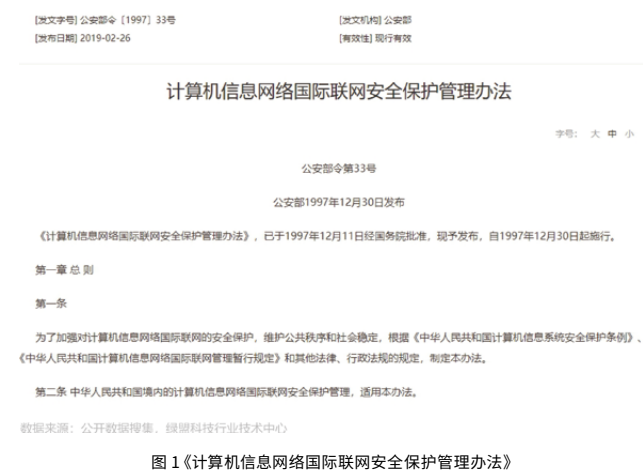 [发文字号] 公安部令〔1997〕33号 [发文机构] 公安部
[发布日期] 2019-02-26 [有效性] 现行有效
计算机信息网络国际联网安全保护管理办法
字号： 大 中 小
公安部令第33号
公安部1997年12月30日发布
《计算机信息网络国际联网安全保护管理办法》，已于1997年12月11日经国务院批准，现予发布，自1997年12月30日起施行。
第一章 总 则
第一条
为了加强对计算机信息网络国际联网的安全保护，维护公共秩序和社会稳定，根据《中华人民共和国计算机信息系统安全保护条例》、
《中华人民共和国计算机信息网络国际联网管理暂行规定》和其他法律、行政法规的规定，制定本办法。
第二条 中华人民共和国境内的计算机信息网络国际联网安全保护管理，适用本办法。
数据来源：公开数据搜集，绿盟科技行业技术中心
图 1《计算机信息网络国际联网安全保护管理办法》